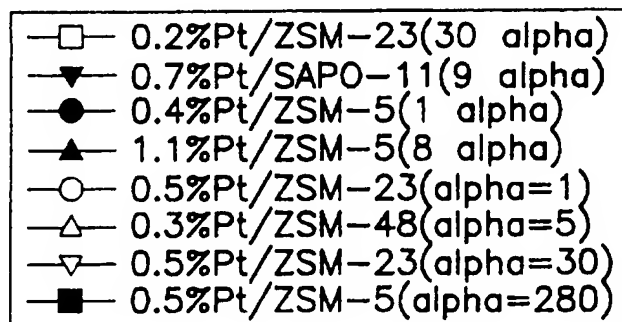 0.2%Pt/ZSM-23(30 alpha)
0.7%Pt/SAPO-11(9 alpha)
0.4%Pt/ZSM-5(1 alpha)
1.1%Pt/ZSM-5(8 alpha)
0.5%Pt/ZSM-23(alpha=1)
0.3%Pt/ZSM-48(alpha=5)
0.5%Pt/ZSM-23(alpha=30)
0.5%Pt/ZSM-5(alpha=280)